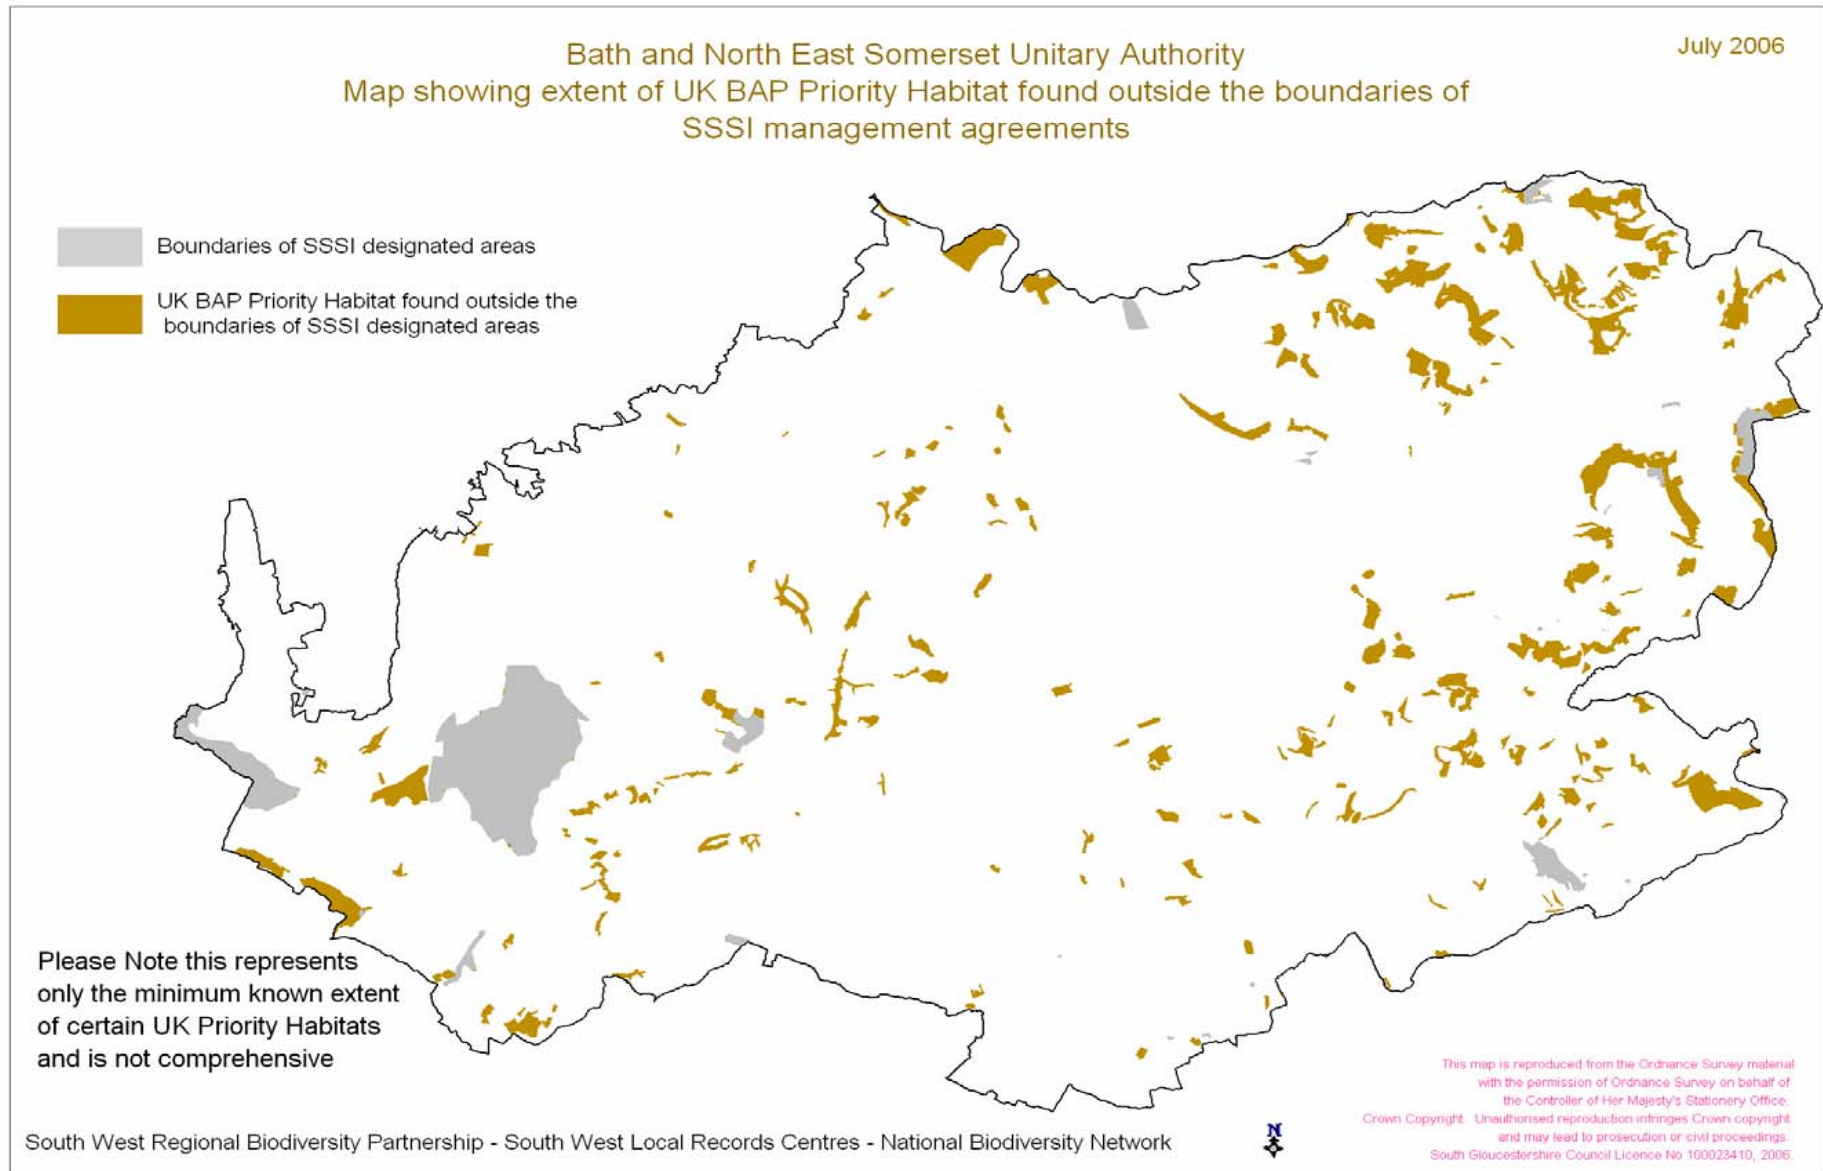 Bath and North East Somerset Unitary Authority
July 2006
Map showing extent of UK BAP Priority Habitat found outside the boundaries of
SSSI management agreements
Boundaries of SSSI designated areas
UK BAP Priority Habitat found outside the
boundaries of SSSI designated areas
Please Note this represents
only the minimum known extent
of certain UK Priority Habitats
and is not comprehensive
This map is reproduced from the Ordnance Survey material
with the permission of Ordnance Survey on behalf of
the Controller of Her Majesty's Stationery Office.
Crown Copyright. Unauthorised reproduction infringes Crown copyright
and may lead to prosecution or civil proceedings.
South Gloucestershire Council Licence No 100023410, 2006.
South West Regional Biodiversity Partnership - South West Local Records Centres - National Biodiversity Network
N